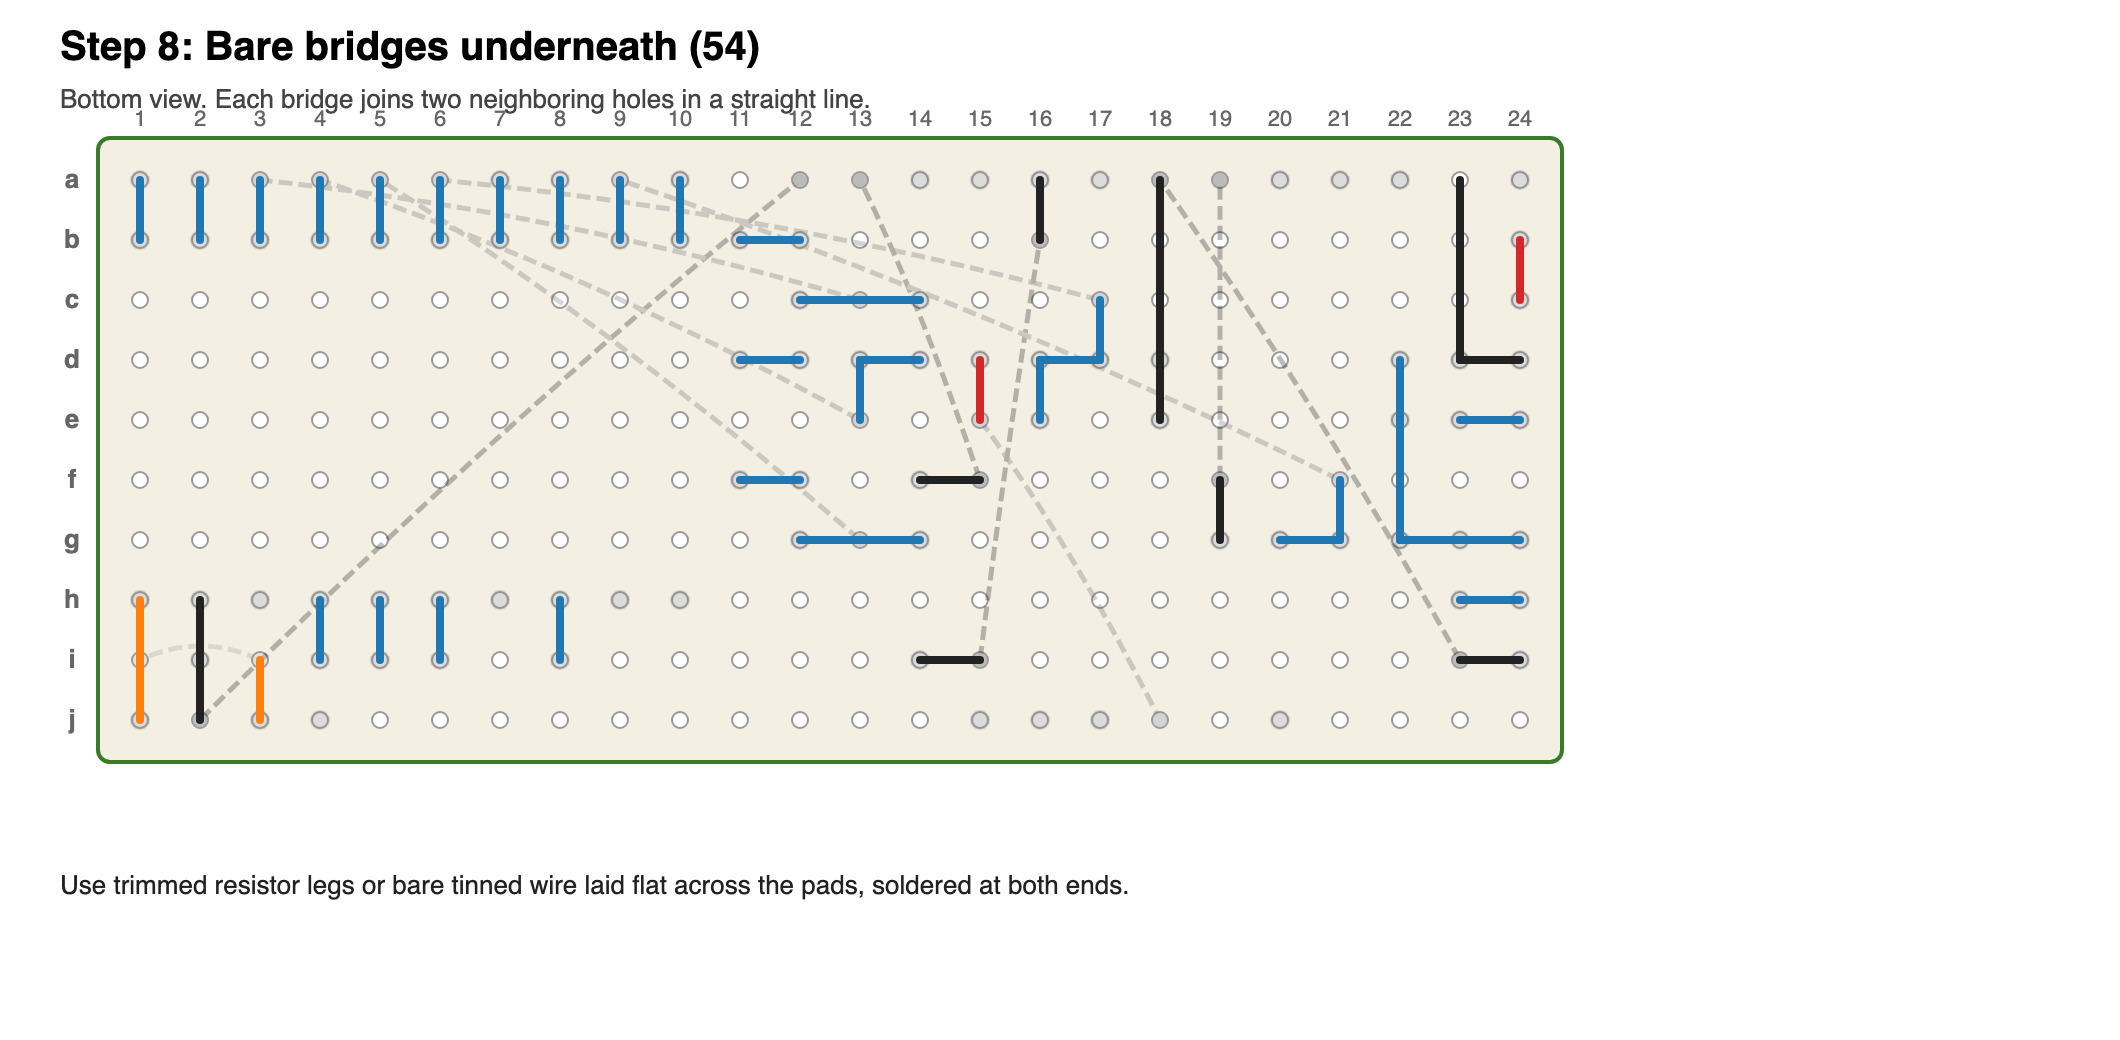 Step 8: Bare bridges underneath (54)
Bottom view. Each bridge joins two neighboring holes in a straight line.
1 2 3 4 5 6 7 8 9 10 11 12 13 14 15 16 17 18 19 20 21 22 23 24
a
b
c
d
e
f
g
h
i
j
Use trimmed resistor legs or bare tinned wire laid flat across the pads, soldered at both ends.